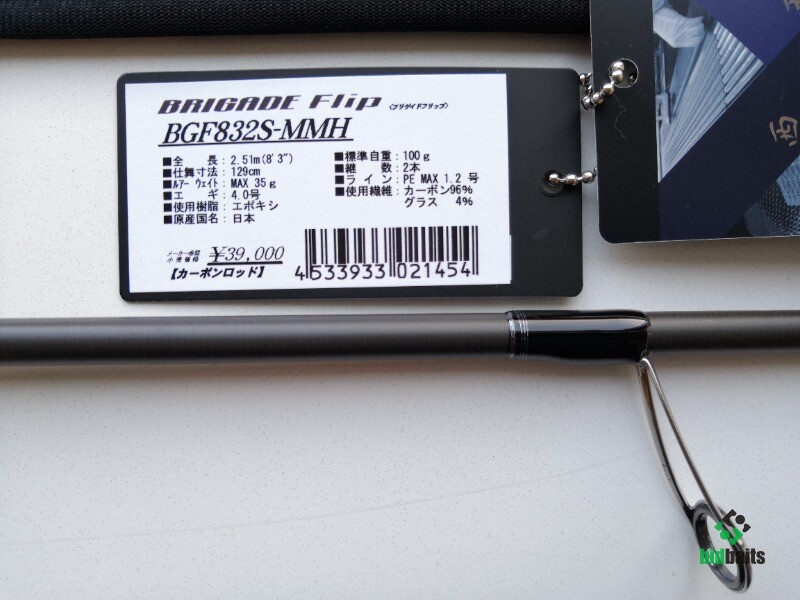 BRIGADE Flip 〈ブリゲイドフリップ〉
BGF832S-MMH
■全 長：2.51m(8′3″)
■仕舞寸法：129cm
■ﾙｱｰ ｳｪｲﾄ：MAX 35g
■エ ギ：4.0号
■使用樹脂：エポキシ
■原産国名：日本
■標準自重：100g
■継 数：2本
■ライン：PE MAX 1.2 号
■使用繊維：カーボン96%
グラス 4%
メーカー希望
小売価格 ¥39,000
【カーボンロッド】
4 533933 021454
bidbaits